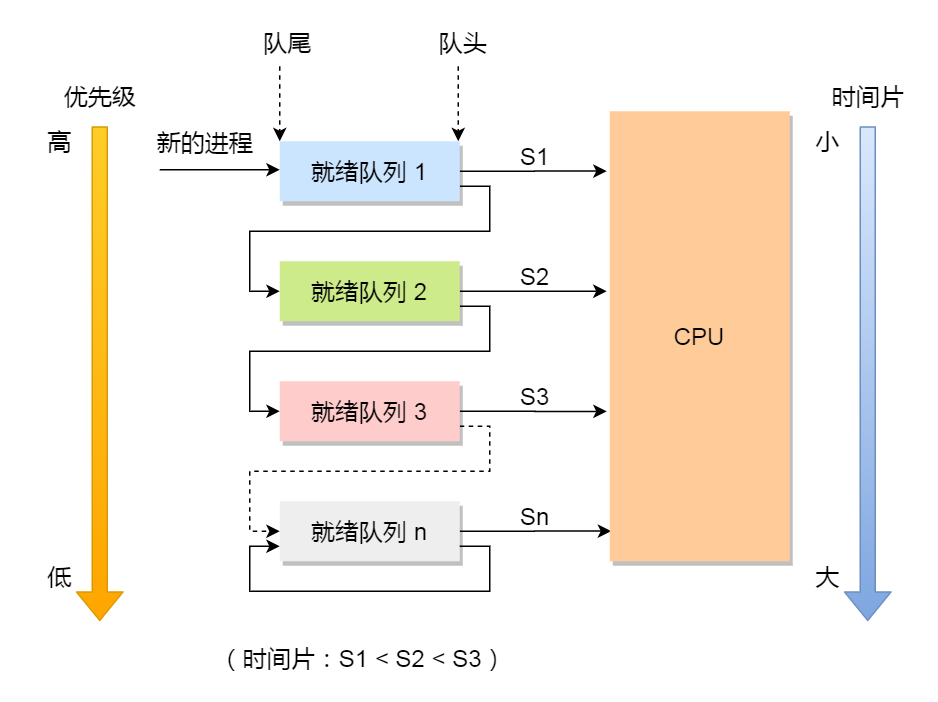 队尾
队头
优先级
时间片
高
新的进程
小
就绪队列 1
S1
就绪队列 2
S2
CPU
就绪队列 3
S3
就绪队列 n
Sn
低
大
（时间片：S1 < S2 < S3 ）